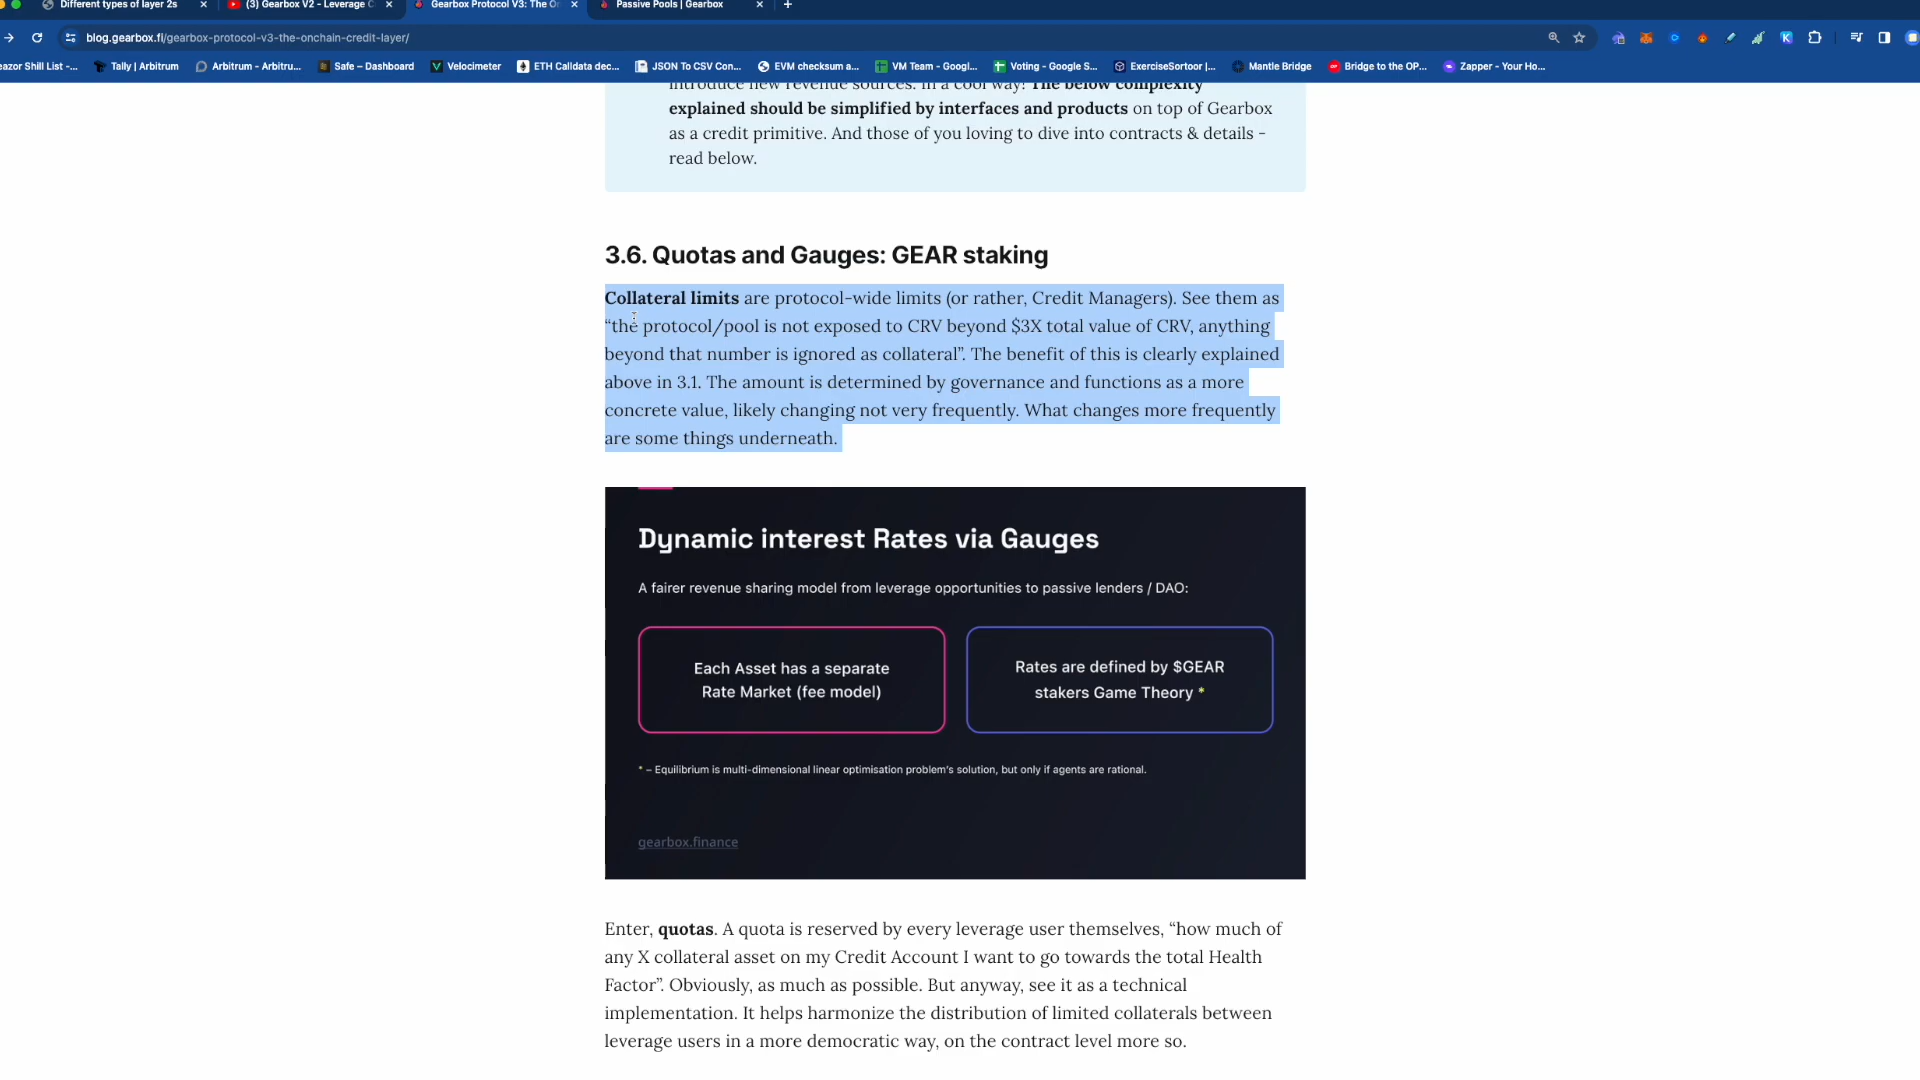 Different types of layer 2s
(3) Gearbox V2 - Leverage C
Gearbox Protocol V3: The On
Passive Pools | Gearbox
blog.gearbox.fi/gearbox-protocol-v3-the-onchain-credit-layer/
eazor Shill List -...
Tally | Arbitrum
Arbitrum - Arbitru...
Safe – Dashboard
Velocimeter
ETH Calldata dec...
JSON To CSV Con...
EVM checksum a...
VM Team - Googl...
Voting - Google S...
ExerciseSortoor |...
Mantle Bridge
Bridge to the OP...
Zapper - Your Ho...
introduce new revenue sources. In a cool way! The below complexity
explained should be simplified by interfaces and products on top of Gearbox
as a credit primitive. And those of you loving to dive into contracts & details -
read below.
3.6. Quotas and Gauges: GEAR staking
Collateral limits are protocol-wide limits (or rather, Credit Managers). See them as
“the protocol/pool is not exposed to CRV beyond $3X total value of CRV, anything
beyond that number is ignored as collateral”. The benefit of this is clearly explained
above in 3.1. The amount is determined by governance and functions as a more
concrete value, likely changing not very frequently. What changes more frequently
are some things underneath.
Dynamic interest Rates via Gauges
A fairer revenue sharing model from leverage opportunities to passive lenders / DAO:
Each Asset has a separate
Rate Market (fee model)
Rates are defined by $GEAR
stakers Game Theory *
* – Equilibrium is multi-dimensional linear optimisation problem's solution, but only if agents are rational.
gearbox.finance
Enter, quotas. A quota is reserved by every leverage user themselves, “how much of
any X collateral asset on my Credit Account I want to go towards the total Health
Factor”. Obviously, as much as possible. But anyway, see it as a technical
implementation. It helps harmonize the distribution of limited collaterals between
leverage users in a more democratic way, on the contract level more so.